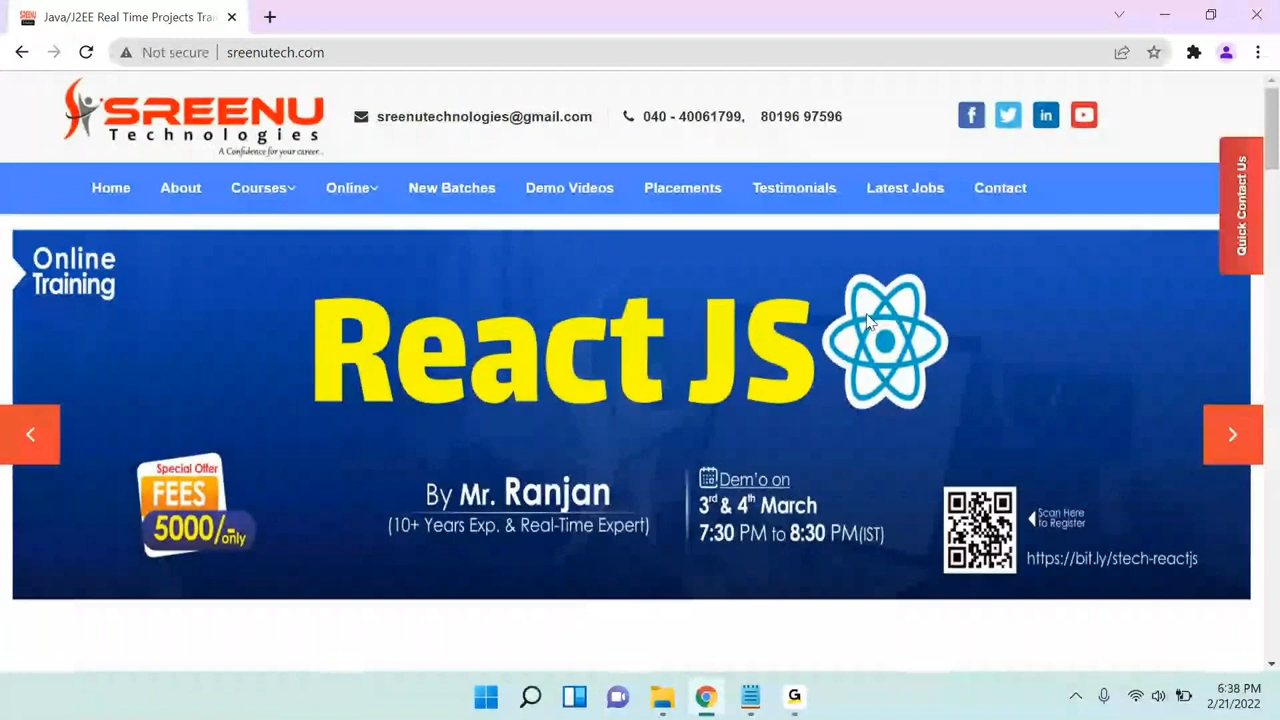 Java/J2EE Real Time Projects Trai
Not secure
sreenutech.com
SREENU
Technologies
A Confidence for your career...
sreenutechnologies@gmail.com
040 - 40061799, 80196 97596
Home About Courses Online New Batches Demo Videos Placements Testimonials Latest Jobs Contact
Quick Contact Us
Online
Training
React JS
Special Offer
FEES
5000/-only
By Mr. Ranjan
(10+ Years Exp. & Real-Time Expert)
Dem'o on
3rd & 4th March
7:30 PM to 8:30 PM(IST)
Scan Here
to Register
https://bit.ly/stech-reactjs
6:38 PM
2/21/2022